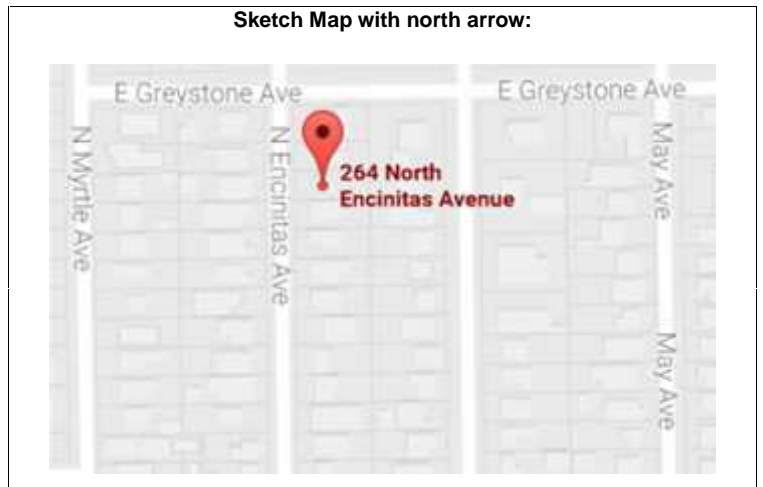 Sketch Map with north arrow:
E Greystone Ave
E Greystone Ave
N Myrtle Ave
N Encinitas Ave
264 North
Encinitas Avenue
May Ave
May Ave